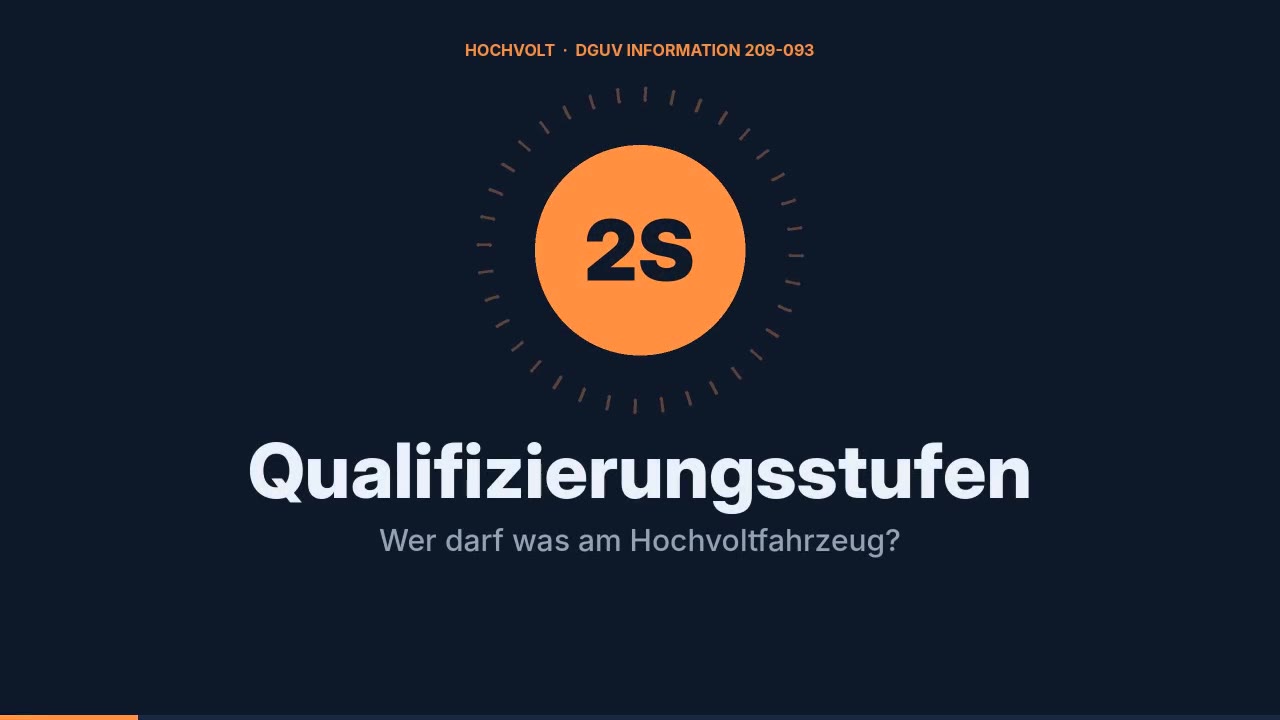 HOCHVOLT · DGUV INFORMATION 209-093
2S
Qualifizierungsstufen
Wer darf was am Hochvoltfahrzeug?